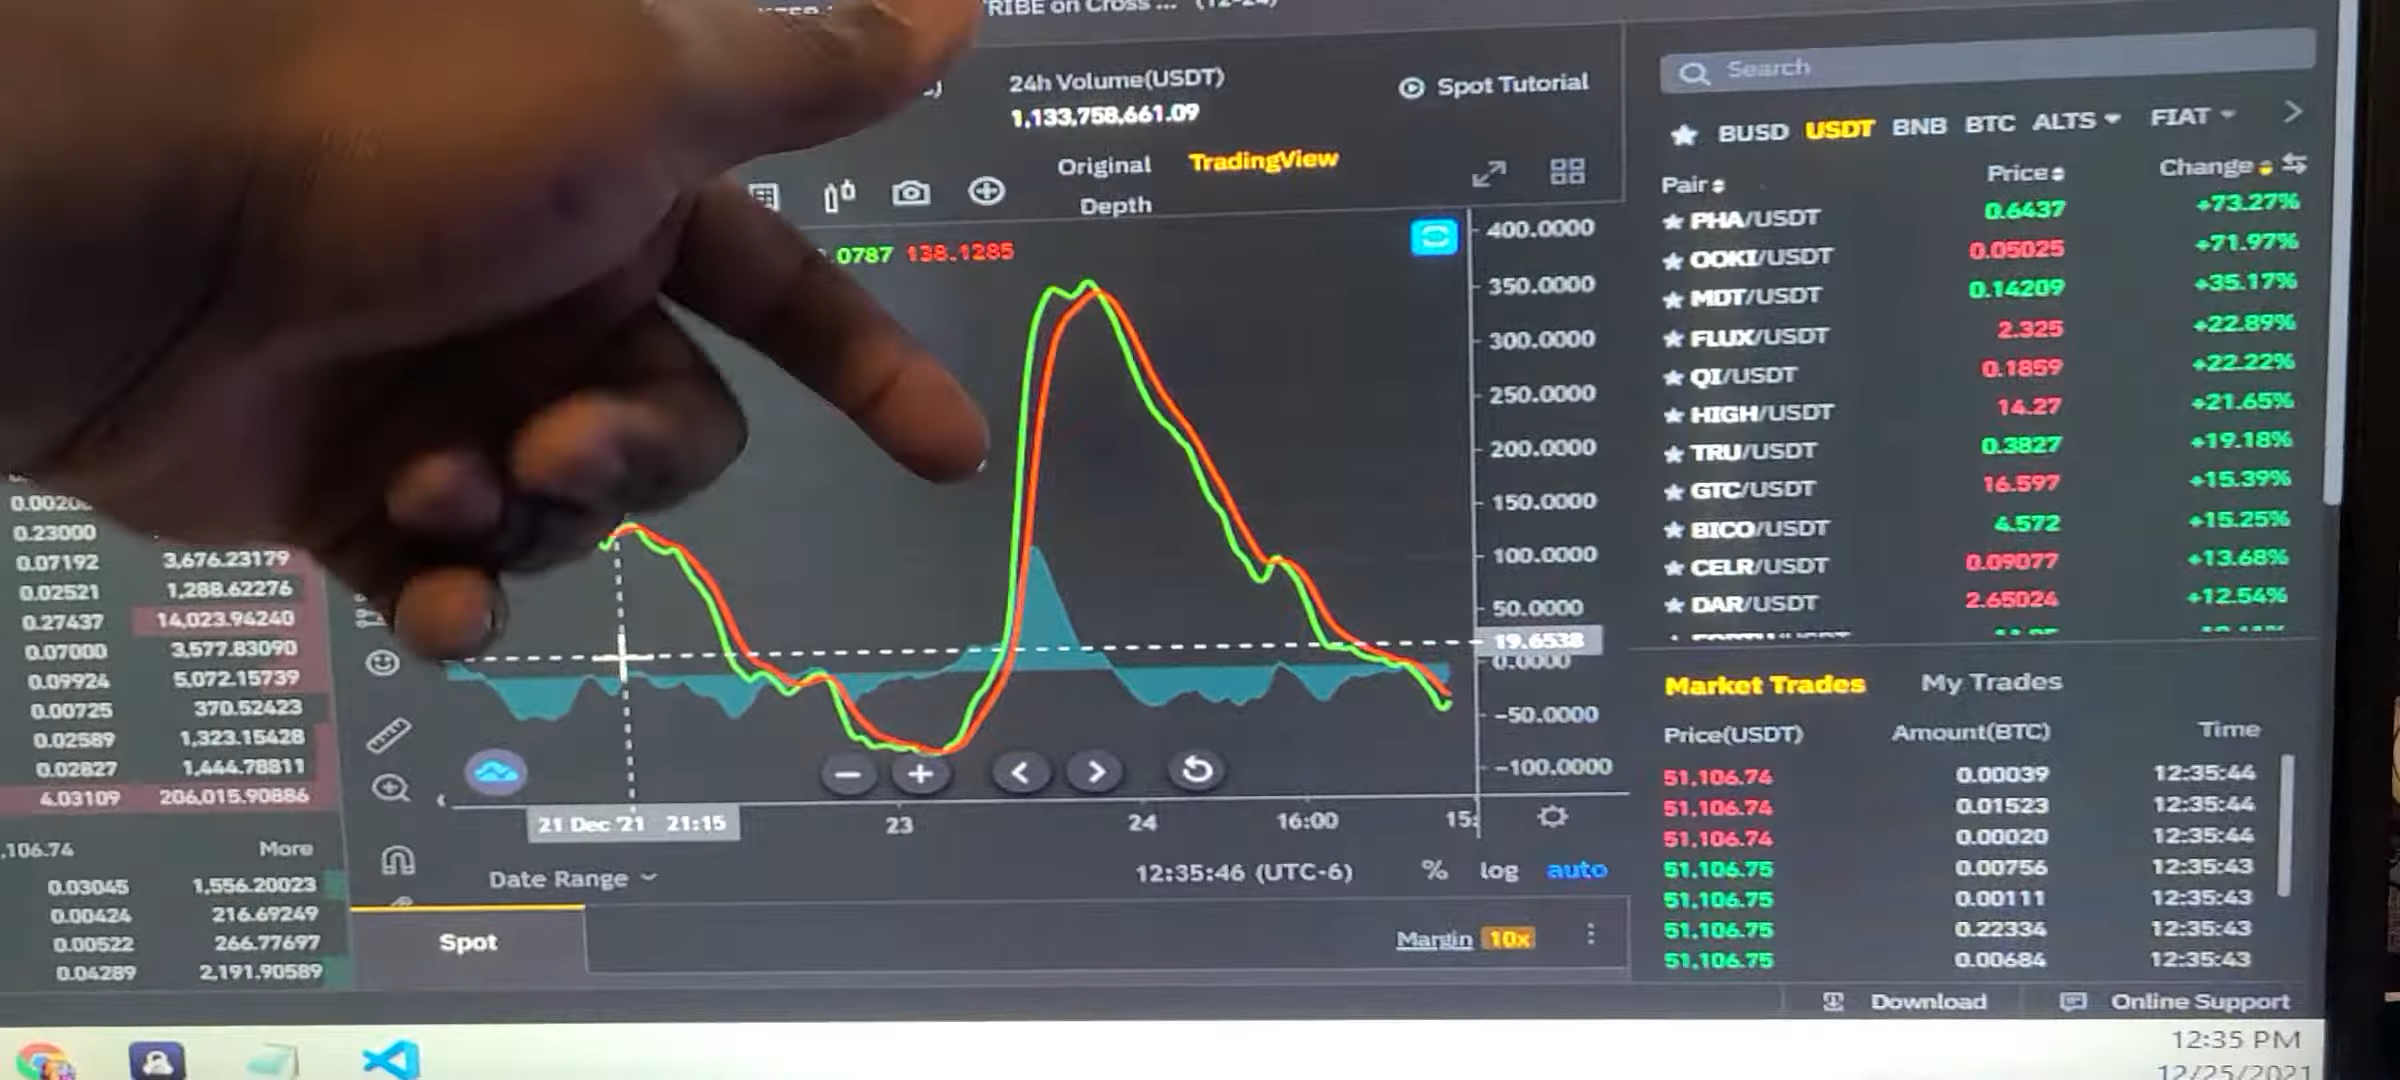 RIBE on Cross ... (12-24)
24h Volume(USDT)
1,133,758,661.09
Spot Tutorial
Original
TradingView
Depth
.0787 138.1285
400.0000
350.0000
300.0000
250.0000
200.0000
150.0000
100.0000
50.0000
19.6538
0.0000
-50.0000
-100.0000
21 Dec '21 21:15
23
24
16:00
15:
Date Range
12:35:46 (UTC-6)
%
log
auto
Spot
Margin 10x
0.23000
0.07192 3,676.23179
0.02521 1,288.62276
0.27437 14,023.94240
0.07000 3,577.83090
0.09924 5,072.15739
0.00725 370.52423
0.02589 1,323.15428
0.02827 1,444.78811
4.03109 206,015.90886
,106.74 More
0.03045 1,556.20023
0.00424 216.69249
0.00522 266.77697
0.04289 2,191.90589
Search
BUSD USDT BNB BTC ALTS FIAT
Pair Price Change
PHA/USDT 0.6437 +73.27%
OOKI/USDT 0.05025 +71.97%
MDT/USDT 0.14209 +35.17%
FLUX/USDT 2.325 +22.89%
QI/USDT 0.1859 +22.22%
HIGH/USDT 14.27 +21.65%
TRU/USDT 0.3827 +19.18%
GTC/USDT 16.597 +15.39%
BICO/USDT 4.572 +15.25%
CELR/USDT 0.09077 +13.68%
DAR/USDT 2.65024 +12.54%
Market Trades My Trades
Price(USDT) Amount(BTC) Time
51,106.74 0.00039 12:35:44
51,106.74 0.01523 12:35:44
51,106.74 0.00020 12:35:44
51,106.75 0.00756 12:35:43
51,106.75 0.00111 12:35:43
51,106.75 0.22334 12:35:43
51,106.75 0.00684 12:35:43
Download
Online Support
12:35 PM
12/25/2021